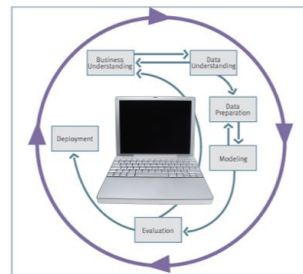 Business
Understanding
Data
Understanding
Data
Preparation
Modeling
Evaluation
Deployment